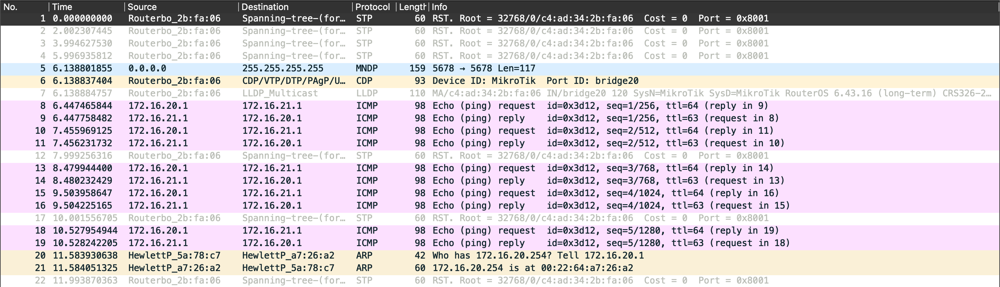 No. Time Source Destination Protocol Length Info
1 0.000000000 Routerbo_2b:fa:06 Spanning-tree-(for… STP 60 RST. Root = 32768/0/c4:ad:34:2b:fa:06 Cost = 0 Port = 0x8001
2 2.002307445 Routerbo_2b:fa:06 Spanning-tree-(for… STP 60 RST. Root = 32768/0/c4:ad:34:2b:fa:06 Cost = 0 Port = 0x8001
3 3.994627530 Routerbo_2b:fa:06 Spanning-tree-(for… STP 60 RST. Root = 32768/0/c4:ad:34:2b:fa:06 Cost = 0 Port = 0x8001
4 5.996935812 Routerbo_2b:fa:06 Spanning-tree-(for… STP 60 RST. Root = 32768/0/c4:ad:34:2b:fa:06 Cost = 0 Port = 0x8001
5 6.138801855 0.0.0.0 255.255.255.255 MNDP 159 5678 → 5678 Len=117
6 6.138837404 Routerbo_2b:fa:06 CDP/VTP/DTP/PAgP/U… CDP 93 Device ID: MikroTik Port ID: bridge20
7 6.138884757 Routerbo_2b:fa:06 LLDP_Multicast LLDP 110 MA/c4:ad:34:2b:fa:06 IN/bridge20 120 SysN=MikroTik SysD=MikroTik RouterOS 6.43.16 (long-term) CRS326-2…
8 6.447465844 172.16.20.1 172.16.21.1 ICMP 98 Echo (ping) request id=0x3d12, seq=1/256, ttl=64 (reply in 9)
9 6.447758482 172.16.21.1 172.16.20.1 ICMP 98 Echo (ping) reply id=0x3d12, seq=1/256, ttl=63 (request in 8)
10 7.455969125 172.16.20.1 172.16.21.1 ICMP 98 Echo (ping) request id=0x3d12, seq=2/512, ttl=64 (reply in 11)
11 7.456231732 172.16.21.1 172.16.20.1 ICMP 98 Echo (ping) reply id=0x3d12, seq=2/512, ttl=63 (request in 10)
12 7.999256316 Routerbo_2b:fa:06 Spanning-tree-(for… STP 60 RST. Root = 32768/0/c4:ad:34:2b:fa:06 Cost = 0 Port = 0x8001
13 8.479944400 172.16.20.1 172.16.21.1 ICMP 98 Echo (ping) request id=0x3d12, seq=3/768, ttl=64 (reply in 14)
14 8.480232429 172.16.21.1 172.16.20.1 ICMP 98 Echo (ping) reply id=0x3d12, seq=3/768, ttl=63 (request in 13)
15 9.503958647 172.16.20.1 172.16.21.1 ICMP 98 Echo (ping) request id=0x3d12, seq=4/1024, ttl=64 (reply in 16)
16 9.504225165 172.16.21.1 172.16.20.1 ICMP 98 Echo (ping) reply id=0x3d12, seq=4/1024, ttl=63 (request in 15)
17 10.001556705 Routerbo_2b:fa:06 Spanning-tree-(for… STP 60 RST. Root = 32768/0/c4:ad:34:2b:fa:06 Cost = 0 Port = 0x8001
18 10.527954944 172.16.20.1 172.16.21.1 ICMP 98 Echo (ping) request id=0x3d12, seq=5/1280, ttl=64 (reply in 19)
19 10.528242205 172.16.21.1 172.16.20.1 ICMP 98 Echo (ping) reply id=0x3d12, seq=5/1280, ttl=63 (request in 18)
20 11.583930638 HewlettP_5a:78:c7 HewlettP_a7:26:a2 ARP 42 Who has 172.16.20.254? Tell 172.16.20.1
21 11.584051325 HewlettP_a7:26:a2 HewlettP_5a:78:c7 ARP 60 172.16.20.254 is at 00:22:64:a7:26:a2
22 11.993870363 Routerbo_2b:fa:06 Spanning-tree-(for… STP 60 RST. Root = 32768/0/c4:ad:34:2b:fa:06 Cost = 0 Port = 0x8001